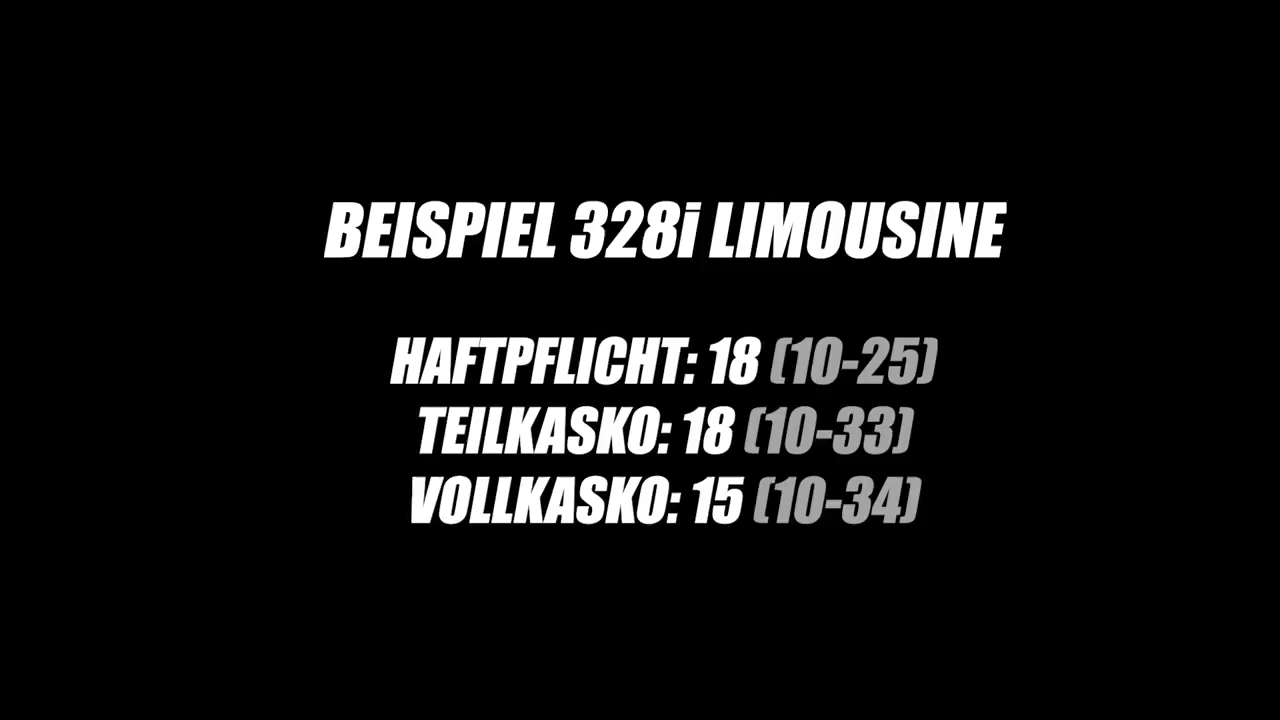 BEISPIEL 328i LIMOUSINE
HAFTPFLICHT: 18 (10-25)
TEILKASKO: 18 (10-33)
VOLLKASKO: 15 (10-34)